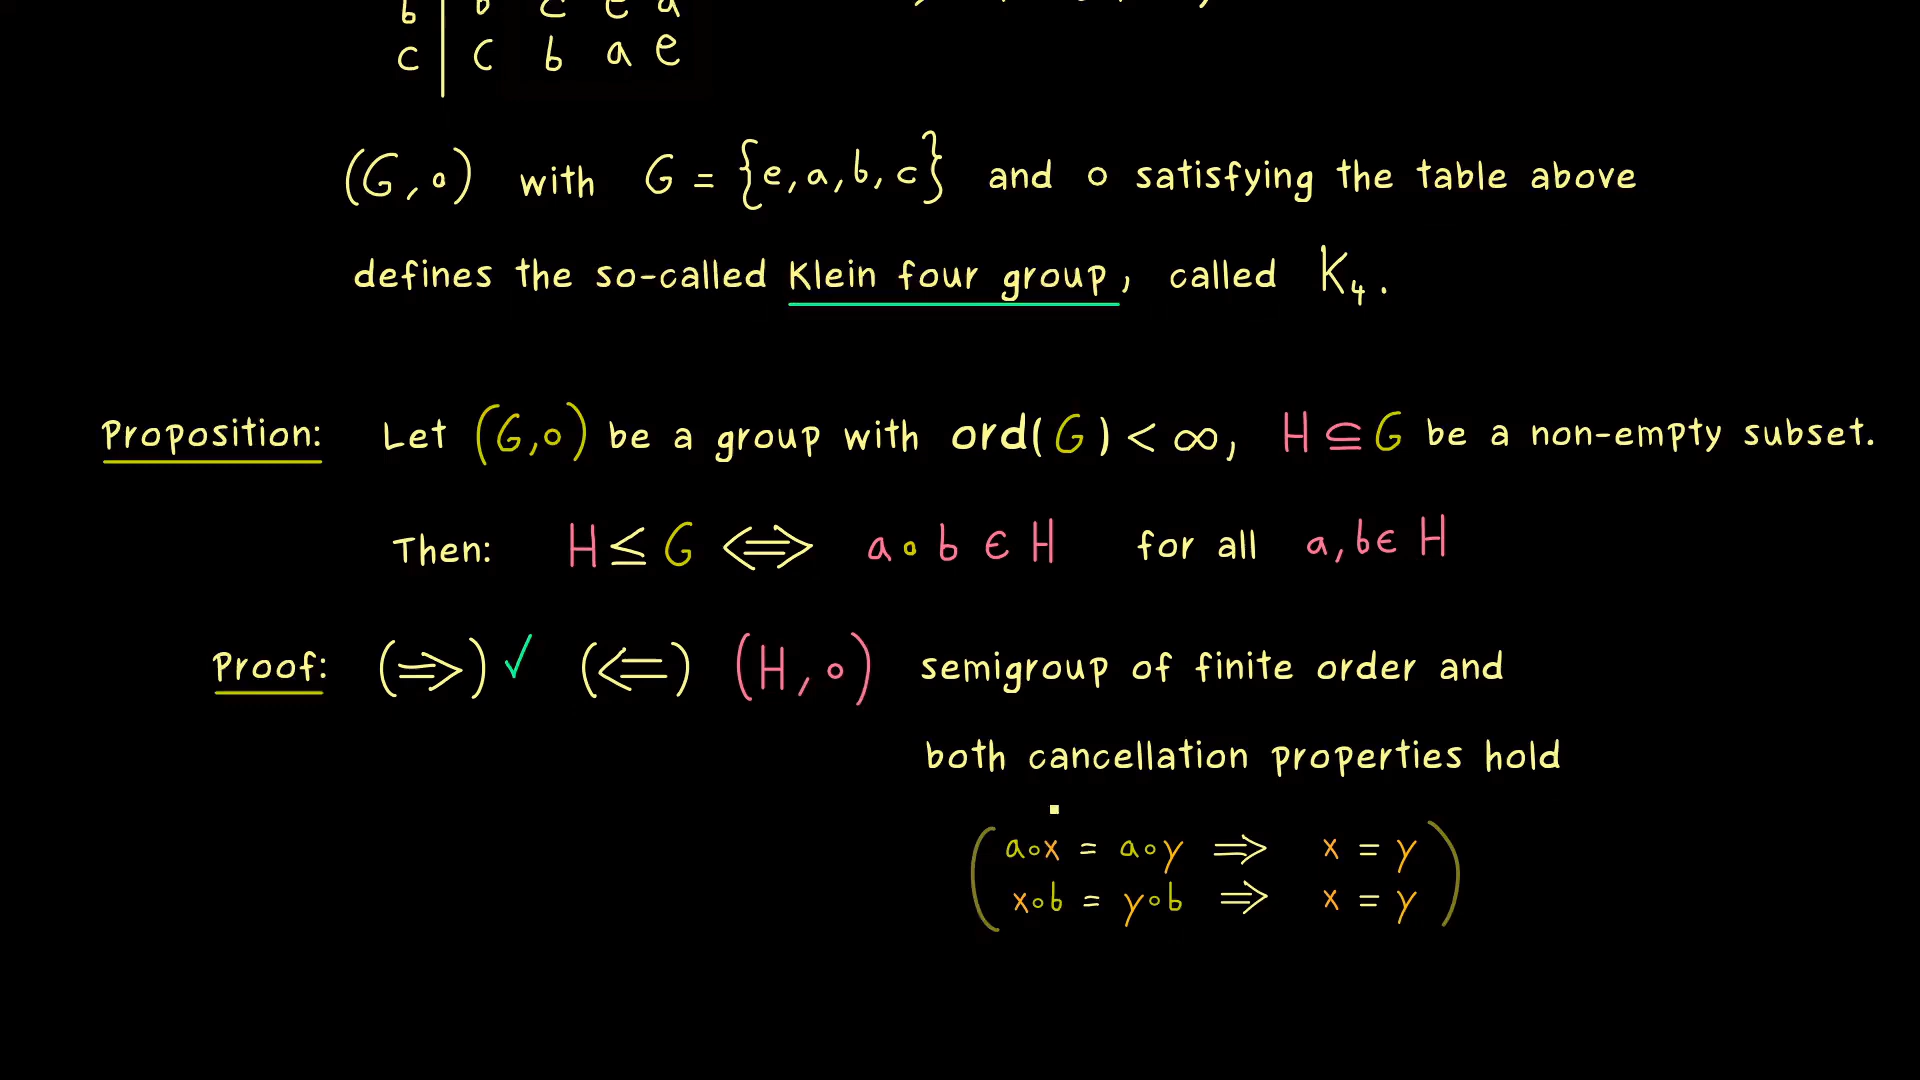 b | b c e a
c | c b a e
(G,∘) with G = {e, a, b, c} and ∘ satisfying the table above
defines the so-called Klein four group, called K₄.
Proposition: Let (G,∘) be a group with ord(G) < ∞, H ⊆ G be a non-empty subset.
Then: H ≤ G ⟺ a ∘ b ∈ H for all a, b ∈ H
Proof: (⟹) ✓ (⟸) (H, ∘) semigroup of finite order and
both cancellation properties hold
(a∘x = a∘y ⟹ x = y
x∘b = y∘b ⟹ x = y)